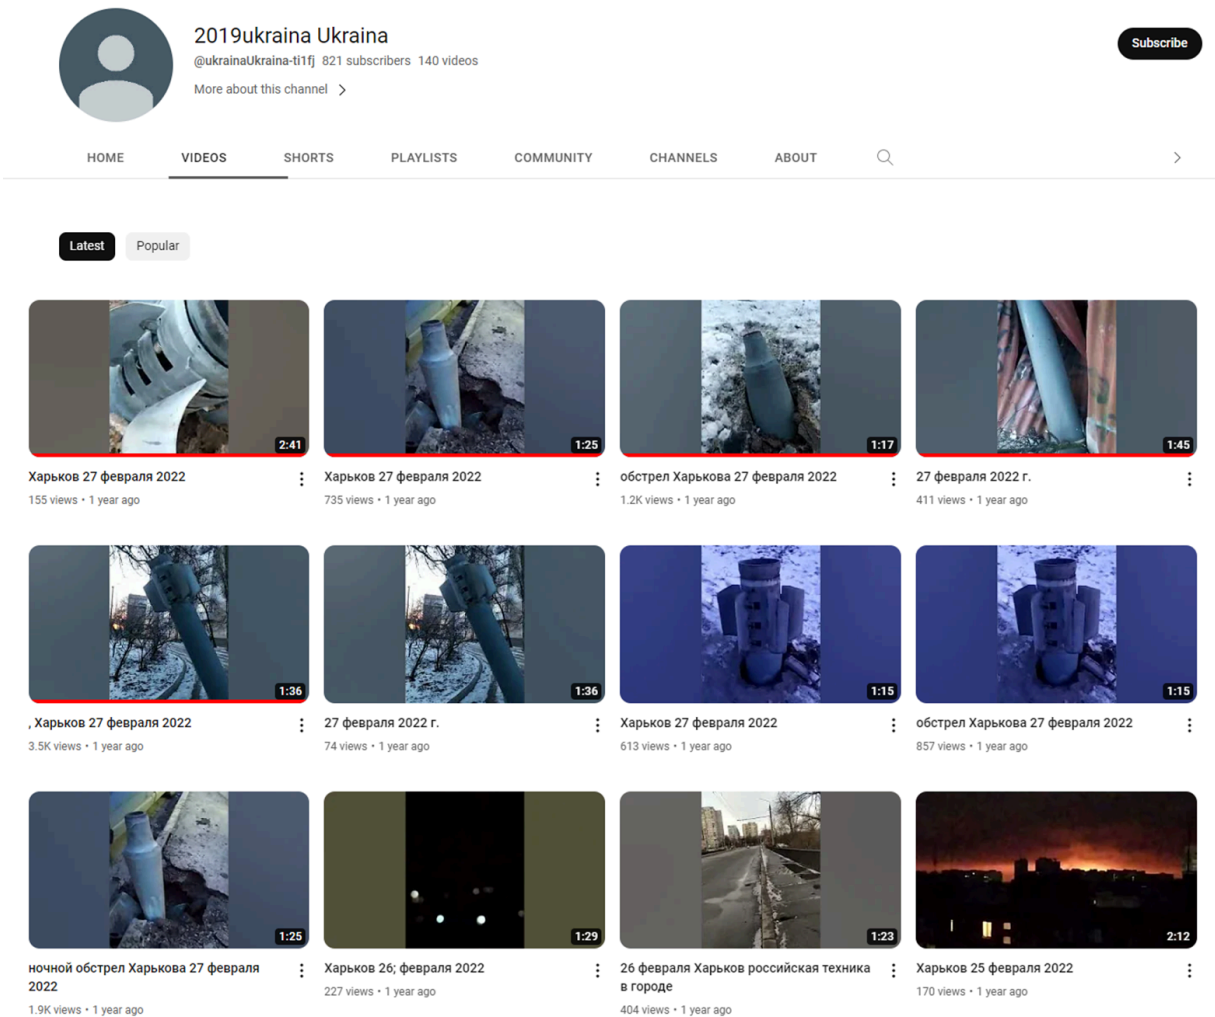 2019ukraina Ukraina
@ukrainaUkraina-ti1fj 821 subscribers 140 videos
More about this channel
Subscribe
HOME VIDEOS SHORTS PLAYLISTS COMMUNITY CHANNELS ABOUT
Latest Popular
2:41 1:25 1:17 1:45
Харьков 27 февраля 2022
155 views • 1 year ago
Харьков 27 февраля 2022
735 views • 1 year ago
обстрел Харькова 27 февраля 2022
1.2K views • 1 year ago
27 февраля 2022 г.
411 views • 1 year ago
1:36 1:36 1:15 1:15
, Харьков 27 февраля 2022
3.5K views • 1 year ago
27 февраля 2022 г.
74 views • 1 year ago
Харьков 27 февраля 2022
613 views • 1 year ago
обстрел Харькова 27 февраля 2022
857 views • 1 year ago
1:25 1:29 1:23 2:12
ночной обстрел Харькова 27 февраля
2022
1.9K views • 1 year ago
Харьков 26; февраля 2022
227 views • 1 year ago
26 февраля Харьков российская техника
в городе
404 views • 1 year ago
Харьков 25 февраля 2022
170 views • 1 year ago